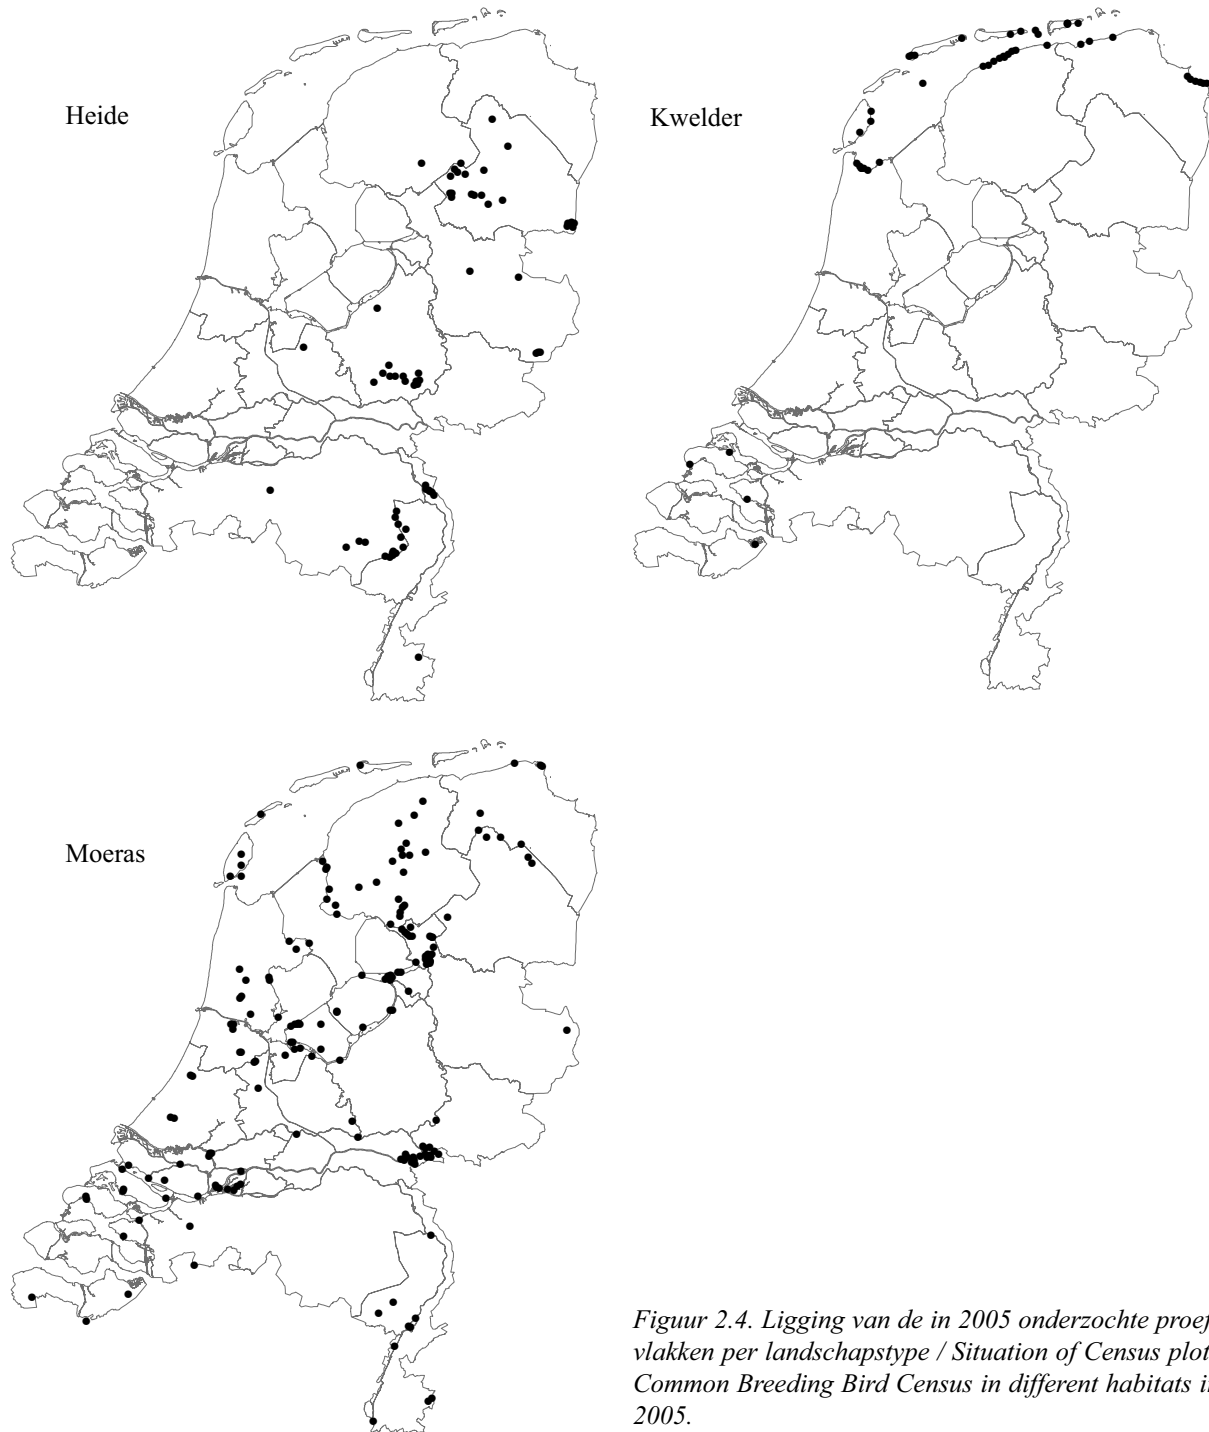 Heide
Kwelder
Moeras
Figuur 2.4. Ligging van de in 2005 onderzochte proef
vlakken per landschapstype / Situation of Census plot
Common Breeding Bird Census in different habitats i
2005.